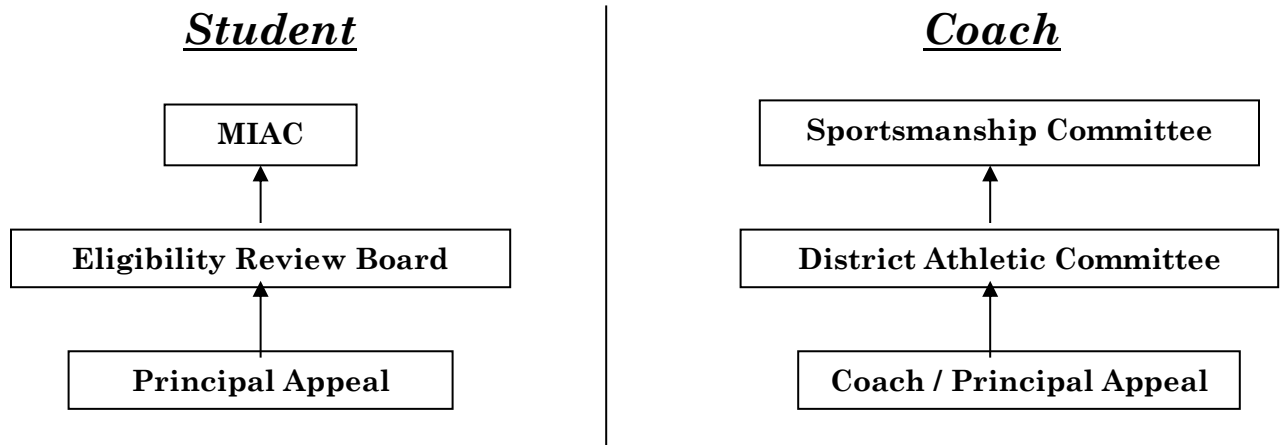 Student
MIAC
Eligibility Review Board
Principal Appeal
Coach
Sportsmanship Committee
District Athletic Committee
Coach / Principal Appeal